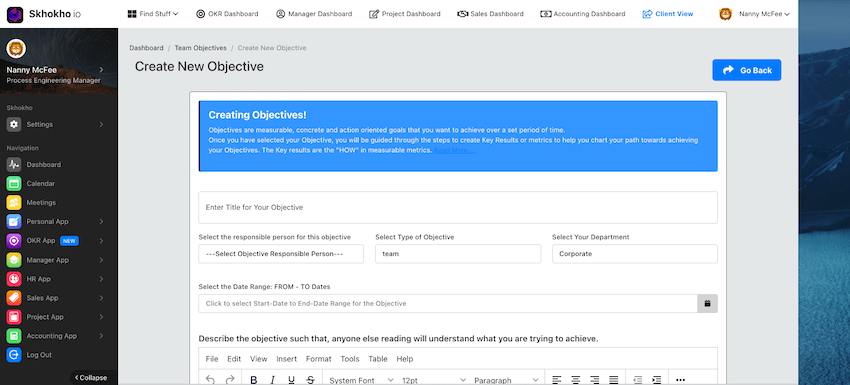 Skhokho io
Find Stuff
OKR Dashboard
Manager Dashboard
Project Dashboard
Sales Dashboard
Accounting Dashboard
Client View
Nanny McFee
Nanny McFee
Process Engineering Manager
Skhokho
Settings
Navigation
Dashboard
Calendar
Meetings
Personal App
OKR App NEW
Manager App
HR App
Sales App
Project App
Accounting App
Log Out
Collapse
Dashboard / Team Objectives / Create New Objective
Create New Objective
Go Back
Creating Objectives!
Objectives are measurable, concrete and action oriented goals that you want to achieve over a set period of time.
Once you have selected your Objective, you will be guided through the steps to create Key Results or metrics to help you chart your path towards achieving
your Objectives. The Key results are the "HOW" in measurable metrics. Read More...
Enter Title for Your Objective
Select the responsible person for this objective
Select Type of Objective
Select Your Department
---Select Objective Responsible Person---
team
Corporate
Select the Date Range: FROM - TO Dates
Click to select Start-Date to End-Date Range for the Objective
Describe the objective such that, anyone else reading will understand what you are trying to achieve.
File Edit View Insert Format Tools Table Help
B I U S System Font 12pt Paragraph